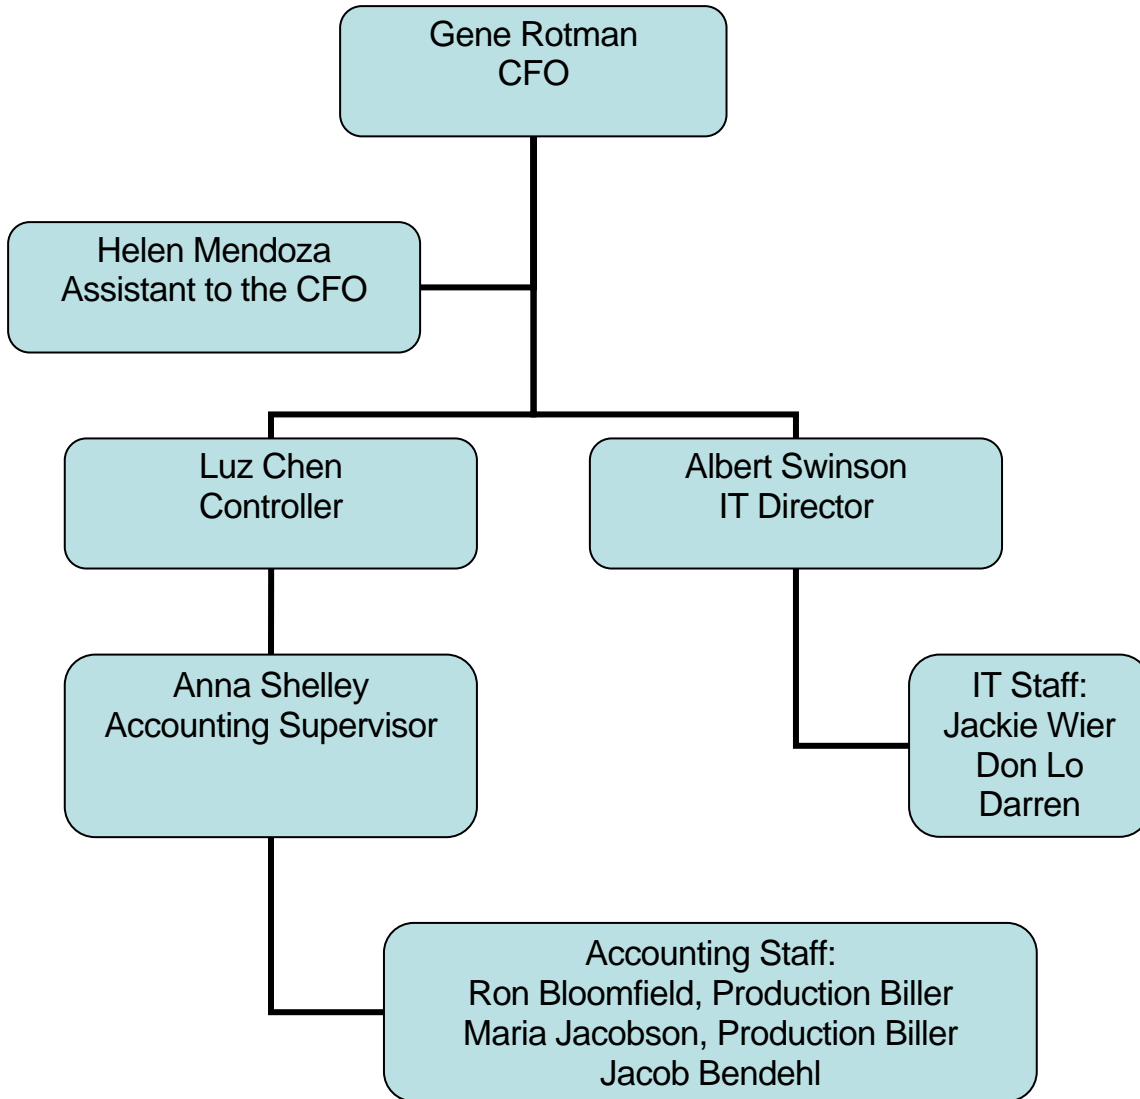 Gene Rotman
CFO
Helen Mendoza
Assistant to the CFO
Luz Chen
Controller
Albert Swinson
IT Director
Anna Shelley
Accounting Supervisor
IT Staff:
Jackie Wier
Don Lo
Darren
Accounting Staff:
Ron Bloomfield, Production Biller
Maria Jacobson, Production Biller
Jacob Bendehl